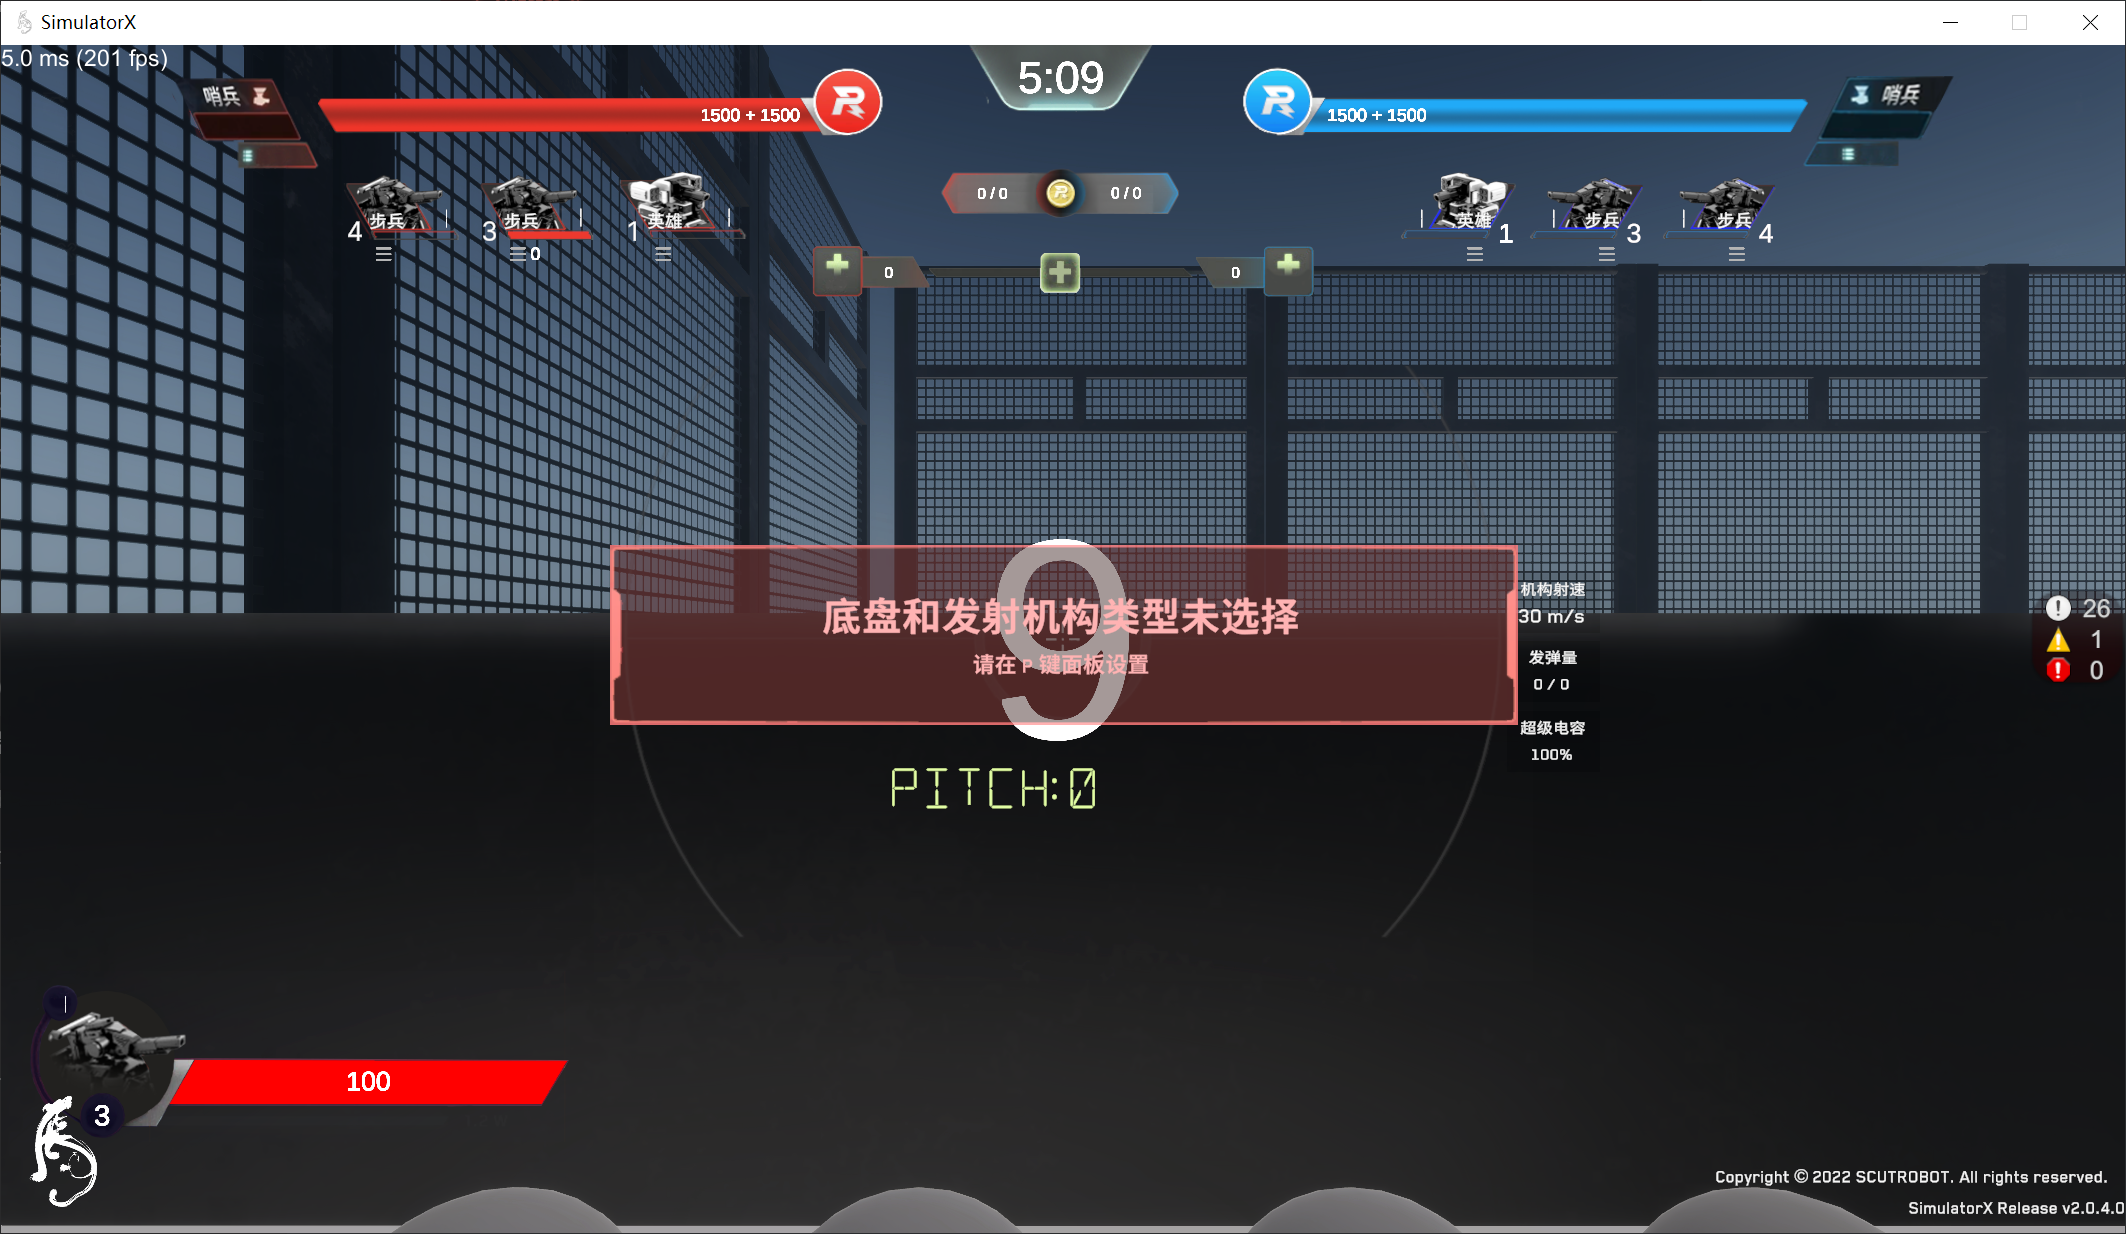 SimulatorX
5.0 ms (201 fps)
哨兵
1500 + 1500
5:09
1500 + 1500
哨兵
4 步兵
3 步兵
0
1 英雄
0 / 0
0 / 0
英雄 1
步兵 3
步兵 4
0
0
9
底盘和发射机构类型未选择
请在 P 键面板设置
机构射速
30 m/s
发弹量
0 / 0
超级电容
100%
26
1
0
PITCH:0
100
3
Copyright © 2022 SCUTROBOT. All rights reserved.
SimulatorX Release v2.0.4.0